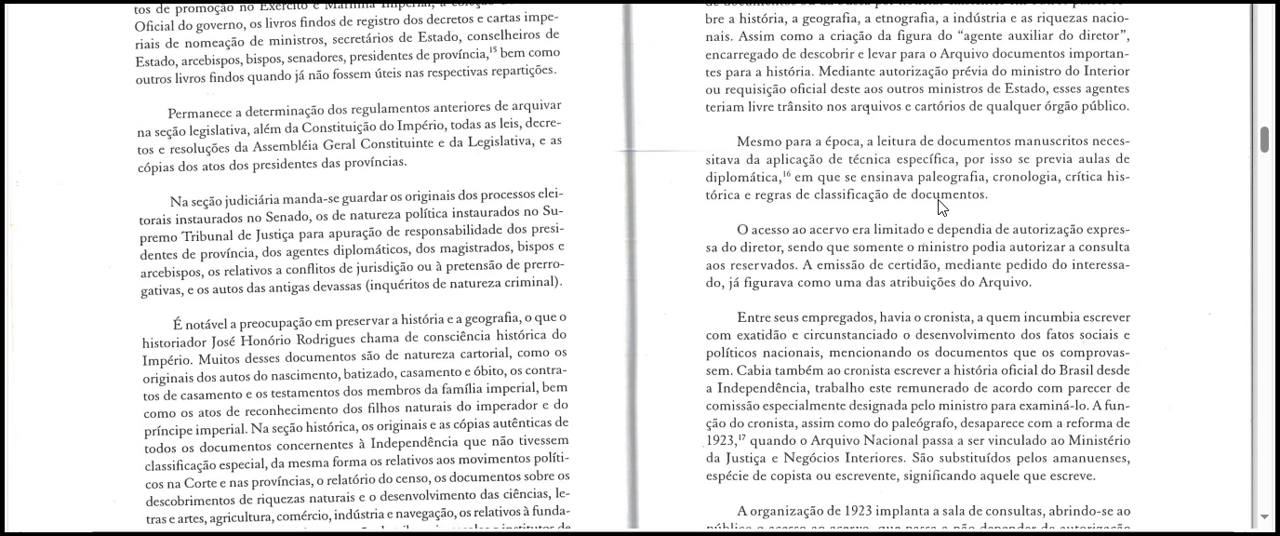 tos de promoção no Exército e Marinha Imperial, a coleção
Oficial do governo, os livros findos de registro dos decretos e cartas impe-
riais de nomeação de ministros, secretários de Estado, conselheiros de
Estado, arcebispos, bispos, senadores, presidentes de província,15 bem como
outros livros findos quando já não fossem úteis nas respectivas repartições.
Permanece a determinação dos regulamentos anteriores de arquivar
na seção legislativa, além da Constituição do Império, todas as leis, decre-
tos e resoluções da Assembléia Geral Constituinte e da Legislativa, e as
cópias dos atos dos presidentes das províncias.
Na seção judiciária manda-se guardar os originais dos processos elei-
torais instaurados no Senado, os de natureza política instaurados no Su-
premo Tribunal de Justiça para apuração de responsabilidade dos presi-
dentes de província, dos agentes diplomáticos, dos magistrados, bispos e
arcebispos, os relativos a conflitos de jurisdição ou à pretensão de prerro-
gativas, e os autos das antigas devassas (inquéritos de natureza criminal).
É notável a preocupação em preservar a história e a geografia, o que o
historiador José Honório Rodrigues chama de consciência histórica do
Império. Muitos desses documentos são de natureza cartorial, como os
originais dos autos do nascimento, batizado, casamento e óbito, os contra-
tos de casamento e os testamentos dos membros da família imperial, bem
como os atos de reconhecimento dos filhos naturais do imperador e do
príncipe imperial. Na seção histórica, os originais e as cópias autênticas de
todos os documentos concernentes à Independência que não tivessem
classificação especial, da mesma forma os relativos aos movimentos políti-
cos na Corte e nas províncias, o relatório do censo, os documentos sobre os
descobrimentos de riquezas naturais e o desenvolvimento das ciências, le-
tras e artes, agricultura, comércio, indústria e navegação, os relativos à funda-
bre a história, a geografia, a etnografia, a indústria e as riquezas nacio-
nais. Assim como a criação da figura do “agente auxiliar do diretor”,
encarregado de descobrir e levar para o Arquivo documentos importan-
tes para a história. Mediante autorização prévia do ministro do Interior
ou requisição oficial deste aos outros ministros de Estado, esses agentes
teriam livre trânsito nos arquivos e cartórios de qualquer órgão público.
Mesmo para a época, a leitura de documentos manuscritos neces-
sitava da aplicação de técnica específica, por isso se previa aulas de
diplomática,16 em que se ensinava paleografia, cronologia, crítica his-
tórica e regras de classificação de documentos.
O acesso ao acervo era limitado e dependia de autorização expres-
sa do diretor, sendo que somente o ministro podia autorizar a consulta
aos reservados. A emissão de certidão, mediante pedido do interessa-
do, já figurava como uma das atribuições do Arquivo.
Entre seus empregados, havia o cronista, a quem incumbia escrever
com exatidão e circunstanciado o desenvolvimento dos fatos sociais e
políticos nacionais, mencionando os documentos que os comprovas-
sem. Cabia também ao cronista escrever a história oficial do Brasil desde
a Independência, trabalho este remunerado de acordo com parecer de
comissão especialmente designada pelo ministro para examiná-lo. A fun-
ção do cronista, assim como do paleógrafo, desaparece com a reforma de
1923,17 quando o Arquivo Nacional passa a ser vinculado ao Ministério
da Justiça e Negócios Interiores. São substituídos pelos amanuenses,
espécie de copista ou escrevente, significando aquele que escreve.
A organização de 1923 implanta a sala de consultas, abrindo-se ao